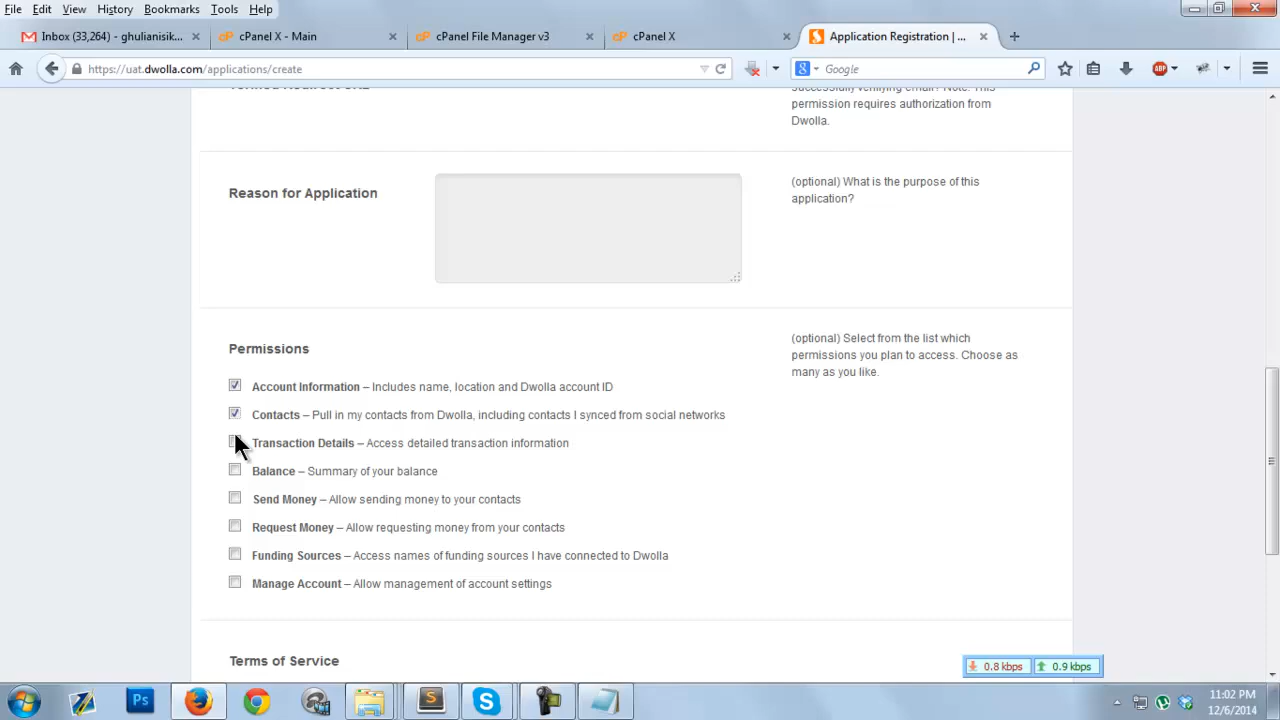 File Edit View History Bookmarks Tools Help
Inbox (33,264) - ghulianisik... cPanel X - Main cPanel File Manager v3 cPanel X Application Registration | ...
https://uat.dwolla.com/applications/create Google
Verified Redirect URL
successfully verifying email? Note: This
permission requires authorization from
Dwolla.
Reason for Application
(optional) What is the purpose of this
application?
Permissions
(optional) Select from the list which
permissions you plan to access. Choose as
many as you like.
Account Information – Includes name, location and Dwolla account ID
Contacts – Pull in my contacts from Dwolla, including contacts I synced from social networks
Transaction Details – Access detailed transaction information
Balance – Summary of your balance
Send Money – Allow sending money to your contacts
Request Money – Allow requesting money from your contacts
Funding Sources – Access names of funding sources I have connected to Dwolla
Manage Account – Allow management of account settings
Terms of Service
0.8 kbps 0.9 kbps
11:02 PM
12/6/2014